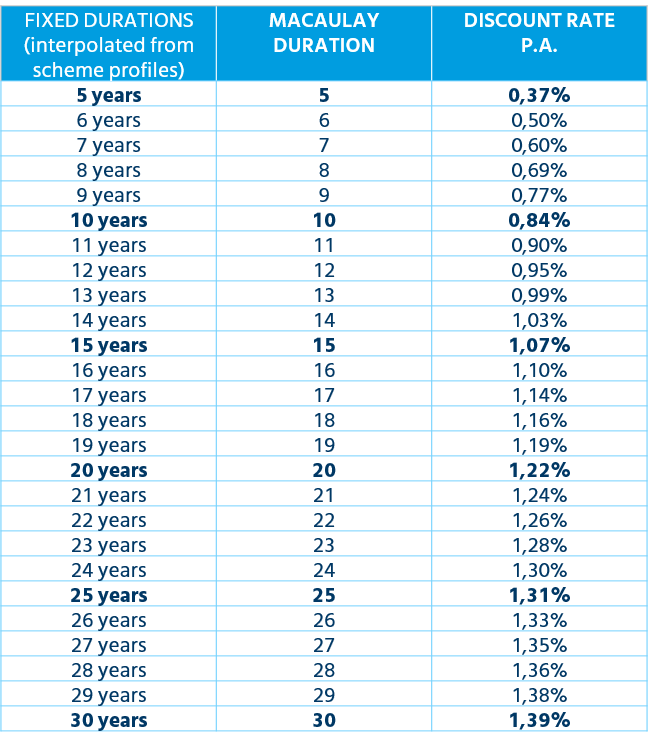 FIXED DURATIONS
(interpolated from
scheme profiles)
MACAULAY
DURATION
DISCOUNT RATE
P.A.
5 years 5 0,37%
6 years 6 0,50%
7 years 7 0,60%
8 years 8 0,69%
9 years 9 0,77%
10 years 10 0,84%
11 years 11 0,90%
12 years 12 0,95%
13 years 13 0,99%
14 years 14 1,03%
15 years 15 1,07%
16 years 16 1,10%
17 years 17 1,14%
18 years 18 1,16%
19 years 19 1,19%
20 years 20 1,22%
21 years 21 1,24%
22 years 22 1,26%
23 years 23 1,28%
24 years 24 1,30%
25 years 25 1,31%
26 years 26 1,33%
27 years 27 1,35%
28 years 28 1,36%
29 years 29 1,38%
30 years 30 1,39%